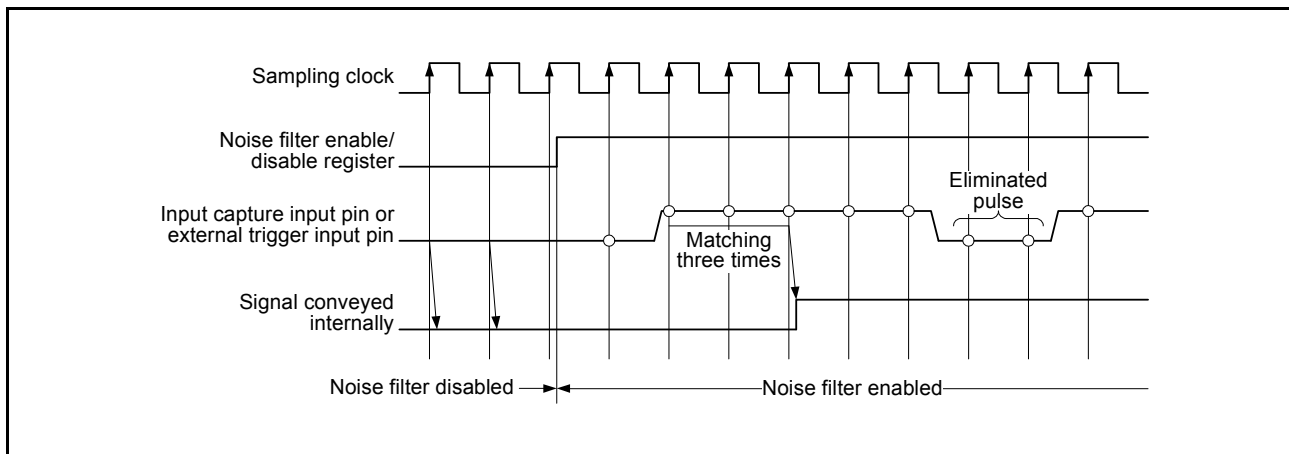 Sampling clock
Noise filter enable/
disable register
Eliminated
pulse
Input capture input pin or
external trigger input pin
Matching
three times
Signal conveyed
internally
Noise filter disabled
Noise filter enabled